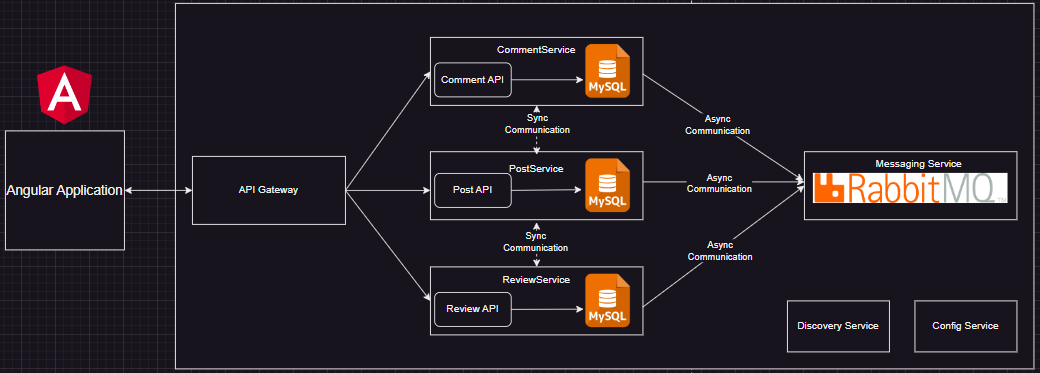 A
Angular Application
API Gateway
CommentService
Comment API
MySQL
Sync
Communication
PostService
Post API
MySQL
Sync
Communication
ReviewService
Review API
MySQL
Async
Communication
Async
Communication
Async
Communication
Messaging Service
RabbitMQ™
Discovery Service
Config Service